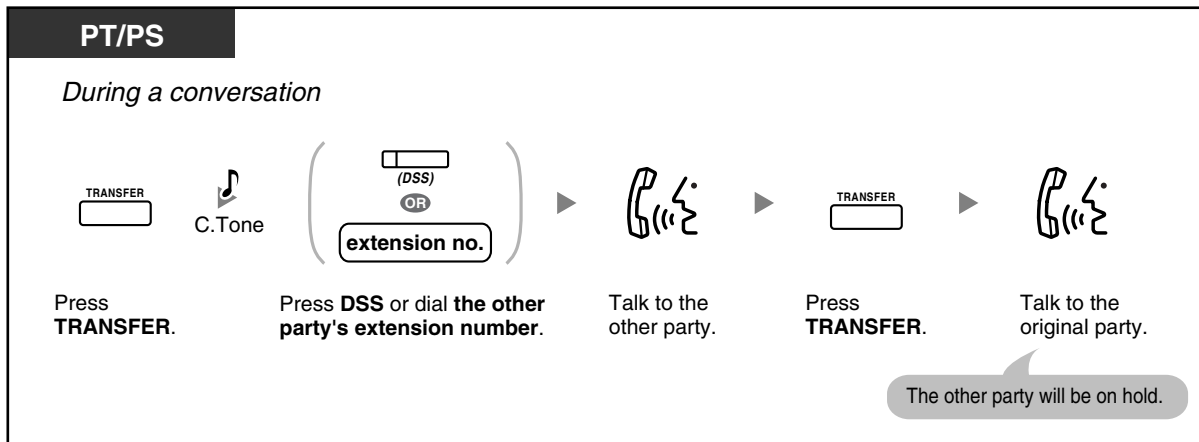 PT/PS
During a conversation
TRANSFER
C.Tone
(DSS)
OR
extension no.
TRANSFER
Press
TRANSFER.
Press DSS or dial the other
party's extension number.
Talk to the
other party.
Press
TRANSFER.
Talk to the
original party.
The other party will be on hold.